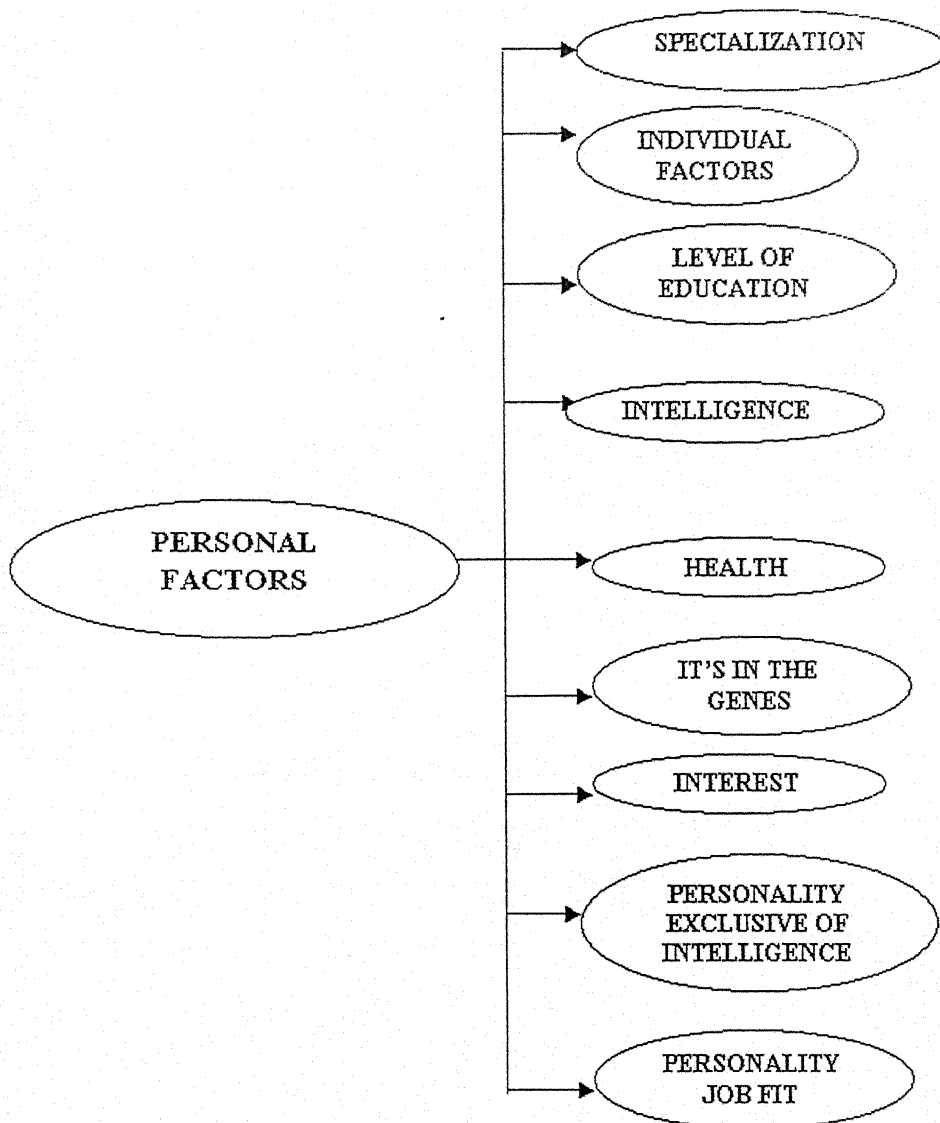 SPECIALIZATION
INDIVIDUAL
FACTORS
LEVEL OF
EDUCATION
INTELLIGENCE
PERSONAL
FACTORS
HEALTH
IT'S IN THE
GENES
INTEREST
PERSONALITY
EXCLUSIVE OF
INTELLIGENCE
PERSONALITY
JOB FIT